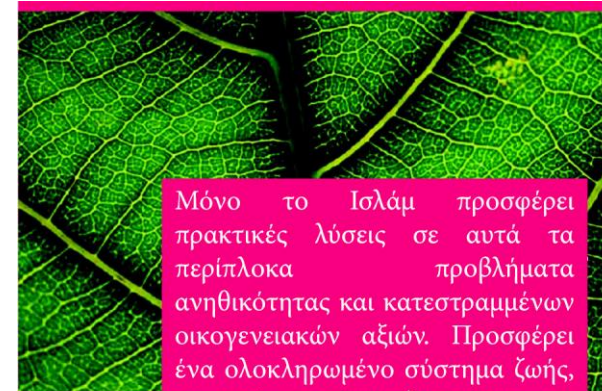 Μόνο το Ισλάμ προσφέρει
πρακτικές λύσεις σε αυτά τα
περίπλοκα προβλήματα
ανηθικότητας και κατεστραμμένων
οικογενειακών αξιών. Προσφέρει
ένα ολοκληρωμένο σύστημα ζωής,